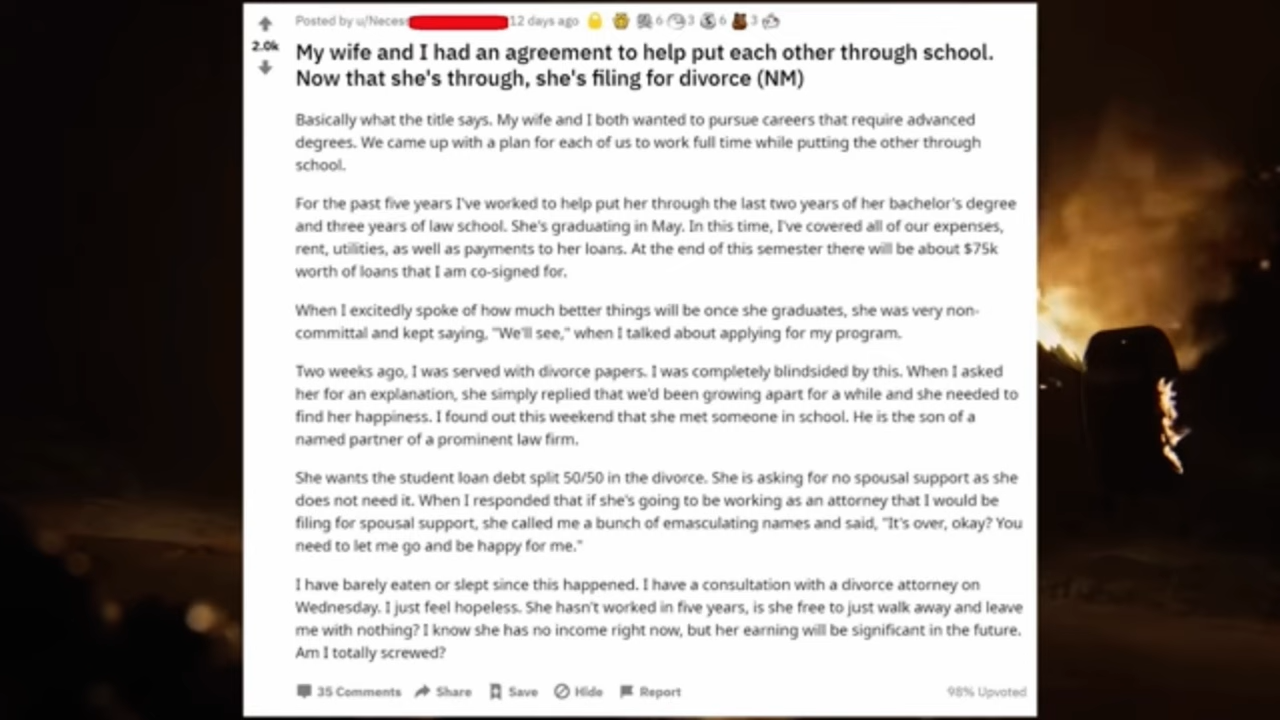 Posted by u/Neces 12 days ago 6 3 6 3
2.0k
My wife and I had an agreement to help put each other through school.
Now that she's through, she's filing for divorce (NM)
Basically what the title says. My wife and I both wanted to pursue careers that require advanced
degrees. We came up with a plan for each of us to work full time while putting the other through
school.
For the past five years I've worked to help put her through the last two years of her bachelor's degree
and three years of law school. She's graduating in May. In this time, I've covered all of our expenses,
rent, utilities, as well as payments to her loans. At the end of this semester there will be about $75k
worth of loans that I am co-signed for.
When I excitedly spoke of how much better things will be once she graduates, she was very non-
committal and kept saying, "We'll see," when I talked about applying for my program.
Two weeks ago, I was served with divorce papers. I was completely blindsided by this. When I asked
her for an explanation, she simply replied that we'd been growing apart for a while and she needed to
find her happiness. I found out this weekend that she met someone in school. He is the son of a
named partner of a prominent law firm.
She wants the student loan debt split 50/50 in the divorce. She is asking for no spousal support as she
does not need it. When I responded that if she's going to be working as an attorney that I would be
filing for spousal support, she called me a bunch of emasculating names and said, "It's over, okay? You
need to let me go and be happy for me."
I have barely eaten or slept since this happened. I have a consultation with a divorce attorney on
Wednesday. I just feel hopeless. She hasn't worked in five years, is she free to just walk away and leave
me with nothing? I know she has no income right now, but her earning will be significant in the future.
Am I totally screwed?
35 Comments Share Save Hide Report 98% Upvoted